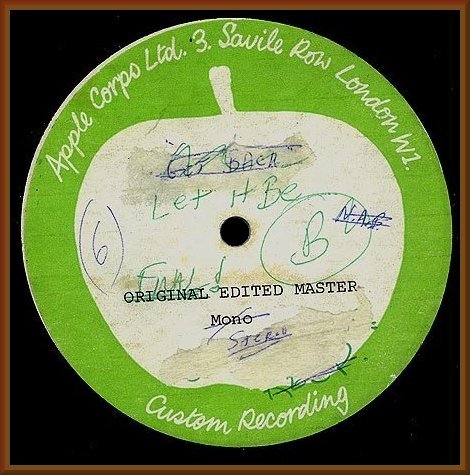 Apple Corps Ltd. 3. Savile Row London W1.
"GET BACK"
Let It Be
6
B
N.A.B
FINAL!
ORIGINAL EDITED MASTER
Mono
Stereo
Custom Recording